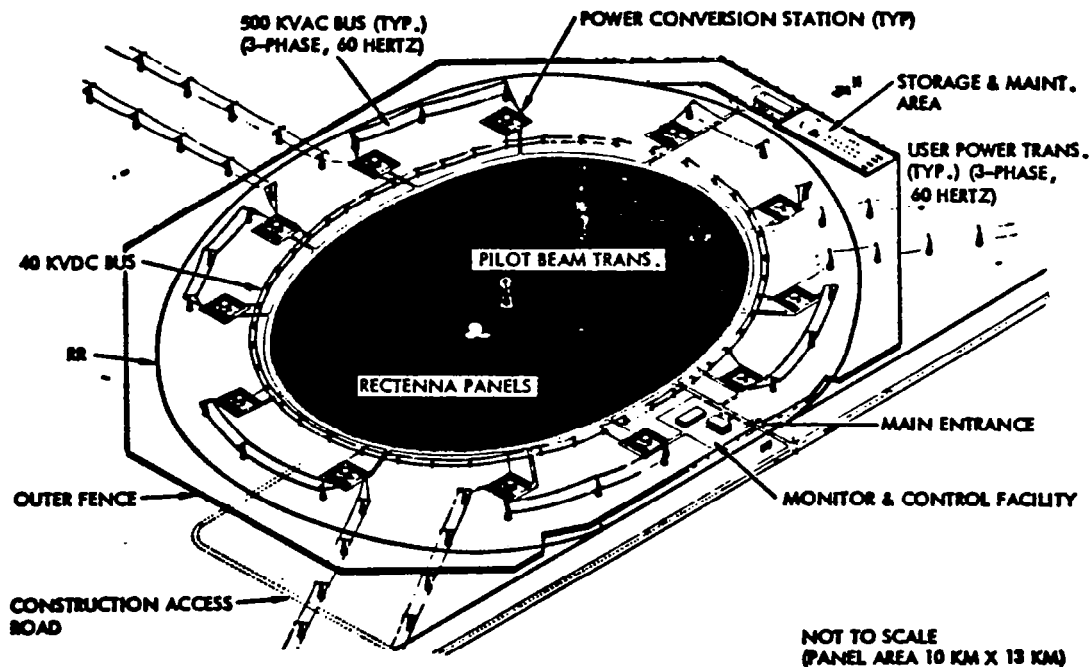 500 KVAC BUS (TYP.)
(3-PHASE, 60 HERTZ)
POWER CONVERSION STATION (TYP)
STORAGE & MAINT.
AREA
USER POWER TRANS.
(TYP.) (3-PHASE,
60 HERTZ)
40 KVDC BUS
PILOT BEAM TRANS.
RR
RECTENNA PANELS
MAIN ENTRANCE
OUTER FENCE
MONITOR & CONTROL FACILITY
CONSTRUCTION ACCESS
ROAD
NOT TO SCALE
(PANEL AREA 10 KM X 13 KM)